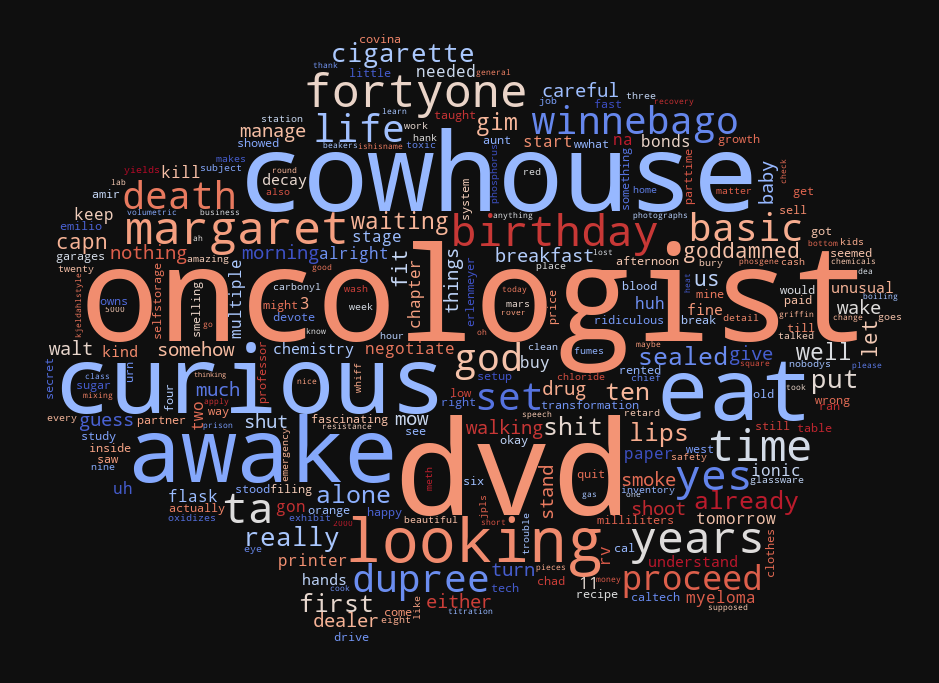 covina
cigarette
thank
little
needed
general
fortyone
careful
three
job
fast
recovery
learn
station
manage
showed
life
work
hank
taught
gim
winnebago
beakers
ishisname
toxic
aunt
start
wwhat
na
bonds
growth
cowhouse
makes
subject
round
red
phosphorus
something
home
parttime
matter
baby
check
get
yields
kill
decay
also
system
lab
amir
death
keep
volumetric
business
anything
photographs
sell
emilio
margaret
waiting
birthday
basic
got
capn
ah
stage
bottom
kids
garages
nothing
amazing
morning
alright
fit
things
breakfast
lost
afternoon
goddamned
seemed
twenty
good
place
bury
phosgene
cash
chemicals
idea
oncologist
kjeldahlstyle
owns
5000
selfstorage
smelling
go
multiple
carbonyl
might
3
wash
week
devote
chapter
erlenmeyer
today
mars
rover
price
blood
huh
heat
us
mine
would
paid
unusual
boiling
fine
detail
griffin
wake
change
goes
know
hour
oh
ridiculous
break
till
talked
let
walt
kind
somehow
chemistry
negotiate
god
clean
fumes
maybe
sealed
give
square
well
nobodys
please
secret
class
sugar
mixing
urn
curious
thinking
four
much
professor
nice
whiff
buy
setup
rented
chief
eat
old
took
put
low
right
set
chloride
drug
ten
transformation
retard
wrong
ran
every
guess
partner
two
apply
way
prison
shut
fascinating
resistance
mow
see
speech
walking
shit
lips
still
table
study
inside
saw
nine
awake
emergency
okay
dvd
paper
west
safety
time
uh
flask
actually
oxidizes
stood
filing
alone
meth
six
stand
quit
smoke
yes
ionic
glassware
inventory
gas
one
ta
gon
orange
exhibit
2000
happy
beautiful
jpls
short
trouble
shoot
already
milliliters
tomorrow
really
eye
looking
years
cal
clothes
printer
rv
understand
hands
cook
dupree
turn
tech
pieces
chad
11
money
proceed
recipe
caltech
myeloma
supposed
first
dealer
come
eight
like
either
titration
drive